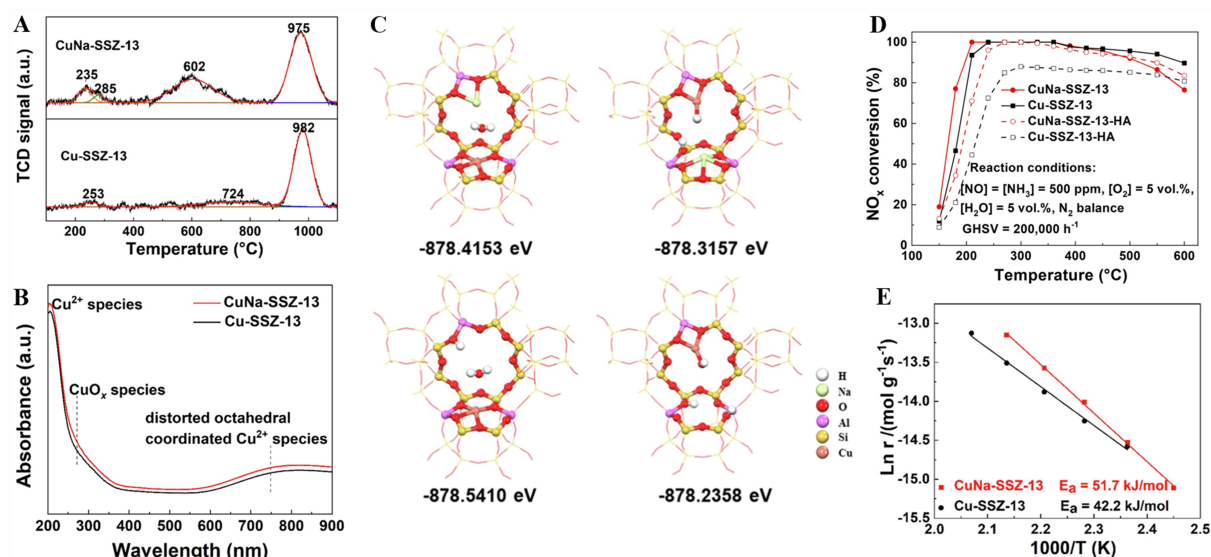 A
TCD signal (a.u.)
CuNa-SSZ-13
235
285
602
975
Cu-SSZ-13
253
724
982
200 400 600 800 1000
Temperature (°C)
B
Absorbance (a.u.)
Cu²⁺ species
CuNa-SSZ-13
Cu-SSZ-13
CuOₓ species
distorted octahedral
coordinated Cu²⁺ species
200 300 400 500 600 700 800 900
Wavelength (nm)
C
-878.4153 eV
-878.3157 eV
-878.5410 eV
-878.2358 eV
H
Na
O
Al
Si
Cu
D
NOₓ conversion (%)
100
80
60
40
20
0
CuNa-SSZ-13
Cu-SSZ-13
CuNa-SSZ-13-HA
Cu-SSZ-13-HA
Reaction conditions:
[NO] = [NH₃] = 500 ppm, [O₂] = 5 vol.%,
[H₂O] = 5 vol.%, N₂ balance
GHSV = 200,000 h⁻¹
100 200 300 400 500 600
Temperature (°C)
E
Ln r /(mol g⁻¹s⁻¹)
-13.0
-13.5
-14.0
-14.5
-15.0
-15.5
CuNa-SSZ-13 Eₐ = 51.7 kJ/mol
Cu-SSZ-13 Eₐ = 42.2 kJ/mol
2.0 2.1 2.2 2.3 2.4 2.5
1000/T (K)